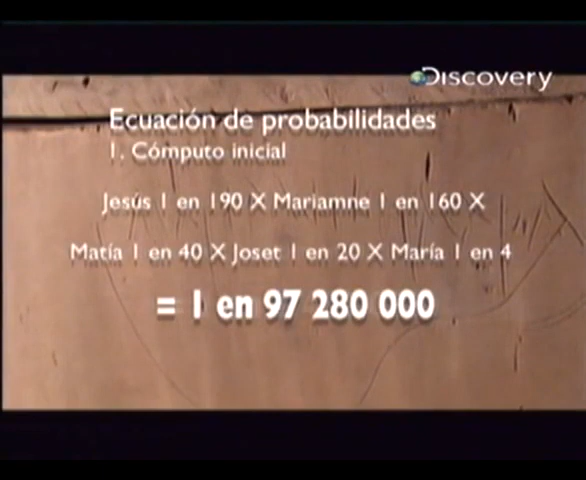 Discovery
Ecuación de probabilidades
1. Cómputo inicial
Jesús 1 en 190 X Mariamne 1 en 160 X
Matía 1 en 40 X Joset 1 en 20 X María 1 en 4
= 1 en 97 280 000